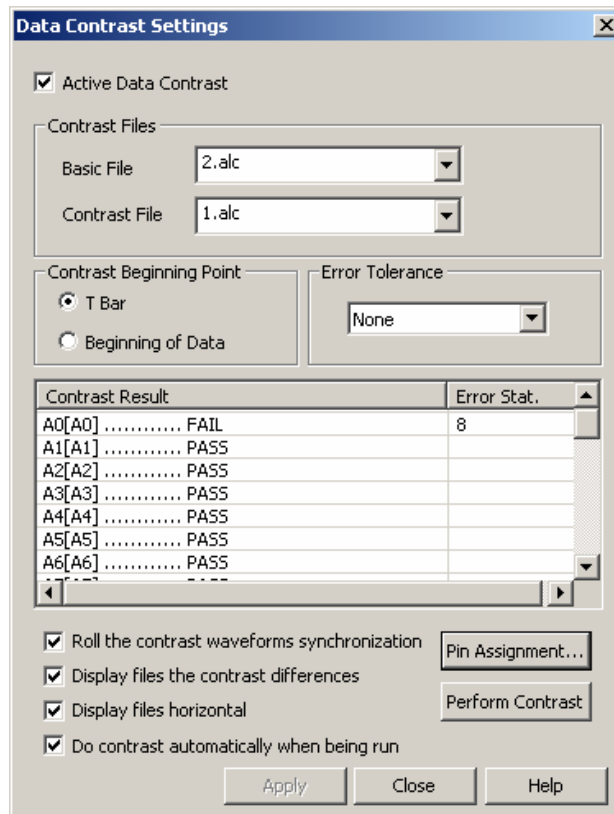 Data Contrast Settings
Active Data Contrast
Contrast Files
Basic File 2.alc
Contrast File 1.alc
Contrast Beginning Point
T Bar
Beginning of Data
Error Tolerance
None
Contrast Result Error Stat.
A0[A0] ............ FAIL 8
A1[A1] ............ PASS
A2[A2] ............ PASS
A3[A3] ............ PASS
A4[A4] ............ PASS
A5[A5] ............ PASS
A6[A6] ............ PASS
Roll the contrast waveforms synchronization
Display files the contrast differences
Display files horizontal
Do contrast automatically when being run
Pin Assignment...
Perform Contrast
Apply Close Help